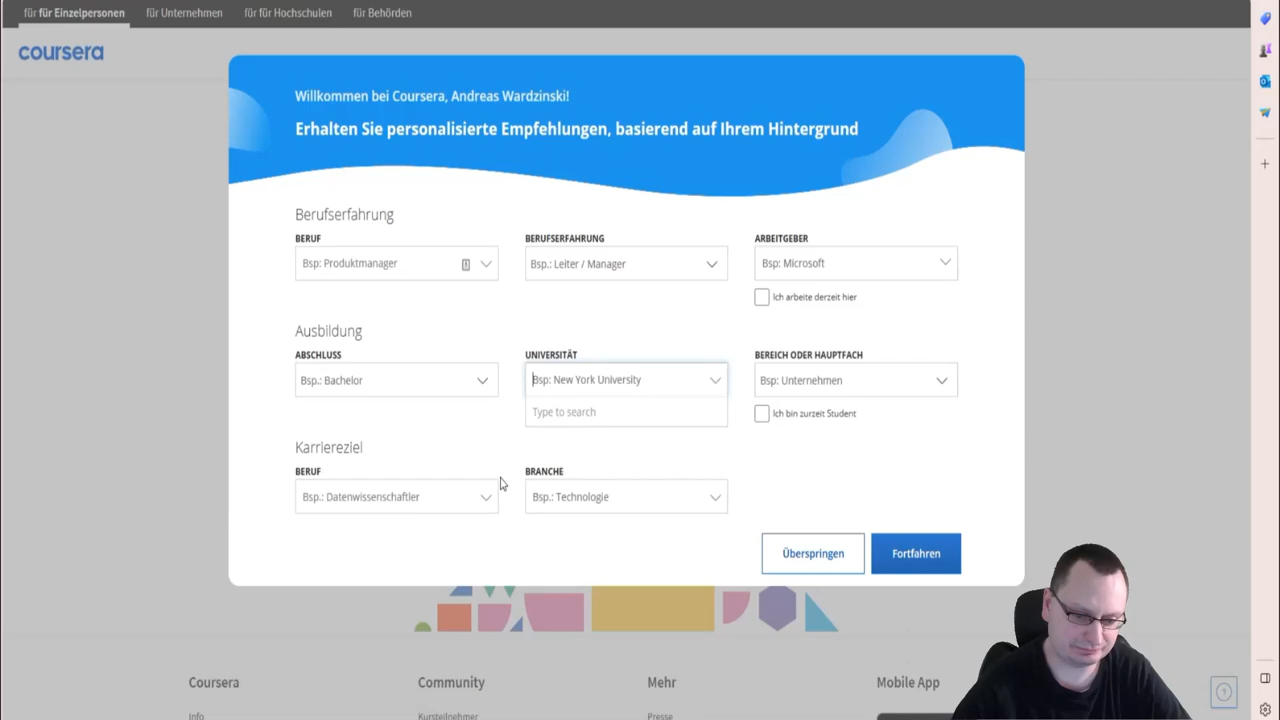 für für Einzelpersonen für Unternehmen für für Hochschulen für Behörden
coursera
Willkommen bei Coursera, Andreas Wardzinski!
Erhalten Sie personalisierte Empfehlungen, basierend auf Ihrem Hintergrund
Berufserfahrung
BERUF BERUFSERFAHRUNG ARBEITGEBER
Bsp: Produktmanager Bsp.: Leiter / Manager Bsp: Microsoft
Ich arbeite derzeit hier
Ausbildung
ABSCHLUSS UNIVERSITÄT BEREICH ODER HAUPTFACH
Bsp.: Bachelor Bsp: New York University Bsp: Unternehmen
Type to search Ich bin zurzeit Student
Karriereziel
BERUF BRANCHE
Bsp.: Datenwissenschaftler Bsp.: Technologie
Überspringen Fortfahren
Coursera Community Mehr Mobile App
Info Kursteilnehmer Presse